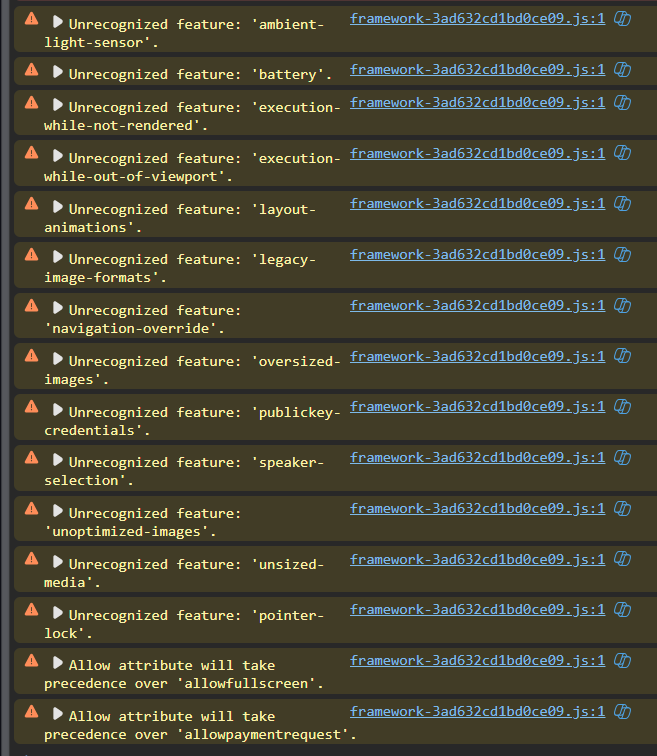 Unrecognized feature: 'ambient- framework-3ad632cd1bd0ce09.js:1
light-sensor'.
Unrecognized feature: 'battery'. framework-3ad632cd1bd0ce09.js:1
Unrecognized feature: 'execution- framework-3ad632cd1bd0ce09.js:1
while-not-rendered'.
Unrecognized feature: 'execution- framework-3ad632cd1bd0ce09.js:1
while-out-of-viewport'.
Unrecognized feature: 'layout- framework-3ad632cd1bd0ce09.js:1
animations'.
Unrecognized feature: 'legacy- framework-3ad632cd1bd0ce09.js:1
image-formats'.
Unrecognized feature: framework-3ad632cd1bd0ce09.js:1
'navigation-override'.
Unrecognized feature: 'oversized- framework-3ad632cd1bd0ce09.js:1
images'.
Unrecognized feature: 'publickey- framework-3ad632cd1bd0ce09.js:1
credentials'.
Unrecognized feature: 'speaker- framework-3ad632cd1bd0ce09.js:1
selection'.
Unrecognized feature: framework-3ad632cd1bd0ce09.js:1
'unoptimized-images'.
Unrecognized feature: 'unsized- framework-3ad632cd1bd0ce09.js:1
media'.
Unrecognized feature: 'pointer- framework-3ad632cd1bd0ce09.js:1
lock'.
Allow attribute will take framework-3ad632cd1bd0ce09.js:1
precedence over 'allowfullscreen'.
Allow attribute will take framework-3ad632cd1bd0ce09.js:1
precedence over 'allowpaymentrequest'.